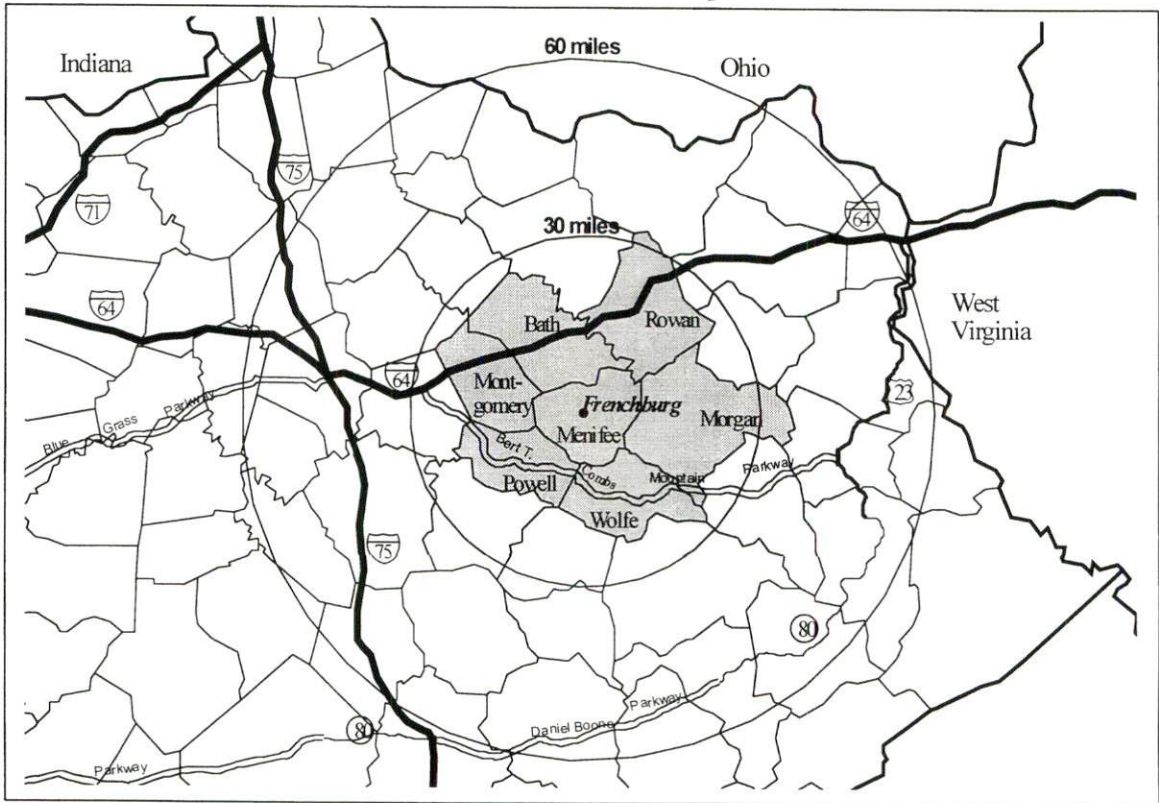 60 miles
Indiana
Ohio
75
71
64
30 miles
64
West
Virginia
Bath
Rowan
64
23
Mont-
gomery
Frenchburg
Morgan
Menifee
Blue Grass Parkway
Bert T. Combs Mountain Parkway
Powell
Wolfe
75
80
Parkway
Daniel Boone
80
Parkway